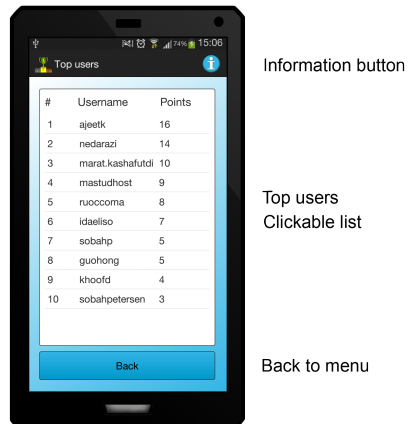 74% 15:06
Top users
Information button
# Username Points
1 ajeetk 16
2 nedarazi 14
3 marat.kashafutdi 10
4 mastudhost 9
5 ruoccoma 8
6 idaeliso 7
7 sobahp 5
8 guohong 5
9 khoofd 4
10 sobahpetersen 3
Top users
Clickable list
Back
Back to menu